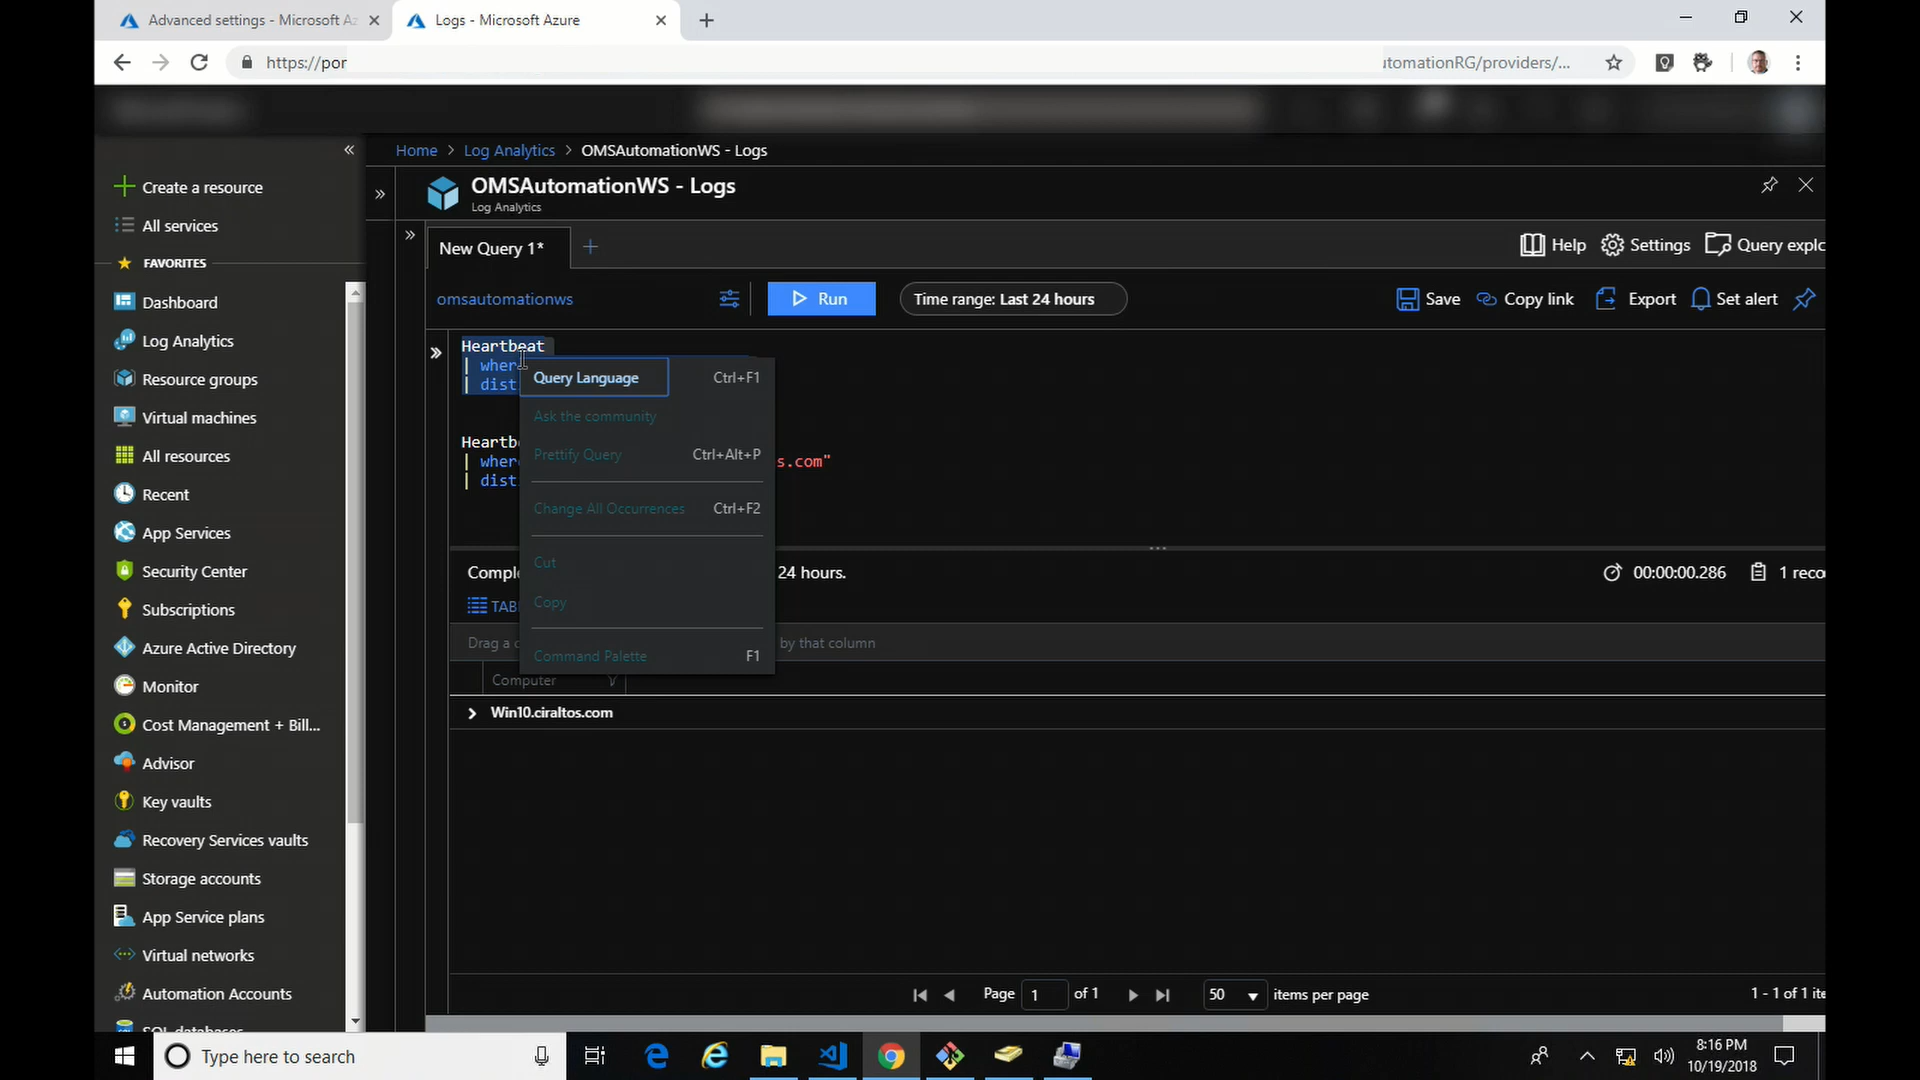 Advanced settings - Microsoft Az
Logs - Microsoft Azure
https://por
utomationRG/providers/...
Home > Log Analytics > OMSAutomationWS - Logs
OMSAutomationWS - Logs
Log Analytics
Create a resource
All services
FAVORITES
Dashboard
Log Analytics
Resource groups
Virtual machines
All resources
Recent
App Services
Security Center
Subscriptions
Azure Active Directory
Monitor
Cost Management + Bill...
Advisor
Key vaults
Recovery Services vaults
Storage accounts
App Service plans
Virtual networks
Automation Accounts
SQL databases
New Query 1*
Help
Settings
Query explo
omsautomationws
Run
Time range: Last 24 hours
Save
Copy link
Export
Set alert
Heartbeat
| wher
| dist
Heartb
| wher s.com"
| dist
Query Language Ctrl+F1
Ask the community
Prettify Query Ctrl+Alt+P
Change All Occurrences Ctrl+F2
Cut
Copy
Command Palette F1
Comple 24 hours.
00:00:00.286
1 reco
TAB
Drag a c by that column
Computer
Win10.ciraltos.com
Page 1 of 1
50 items per page
1 - 1 of 1 ite
Type here to search
8:16 PM
10/19/2018